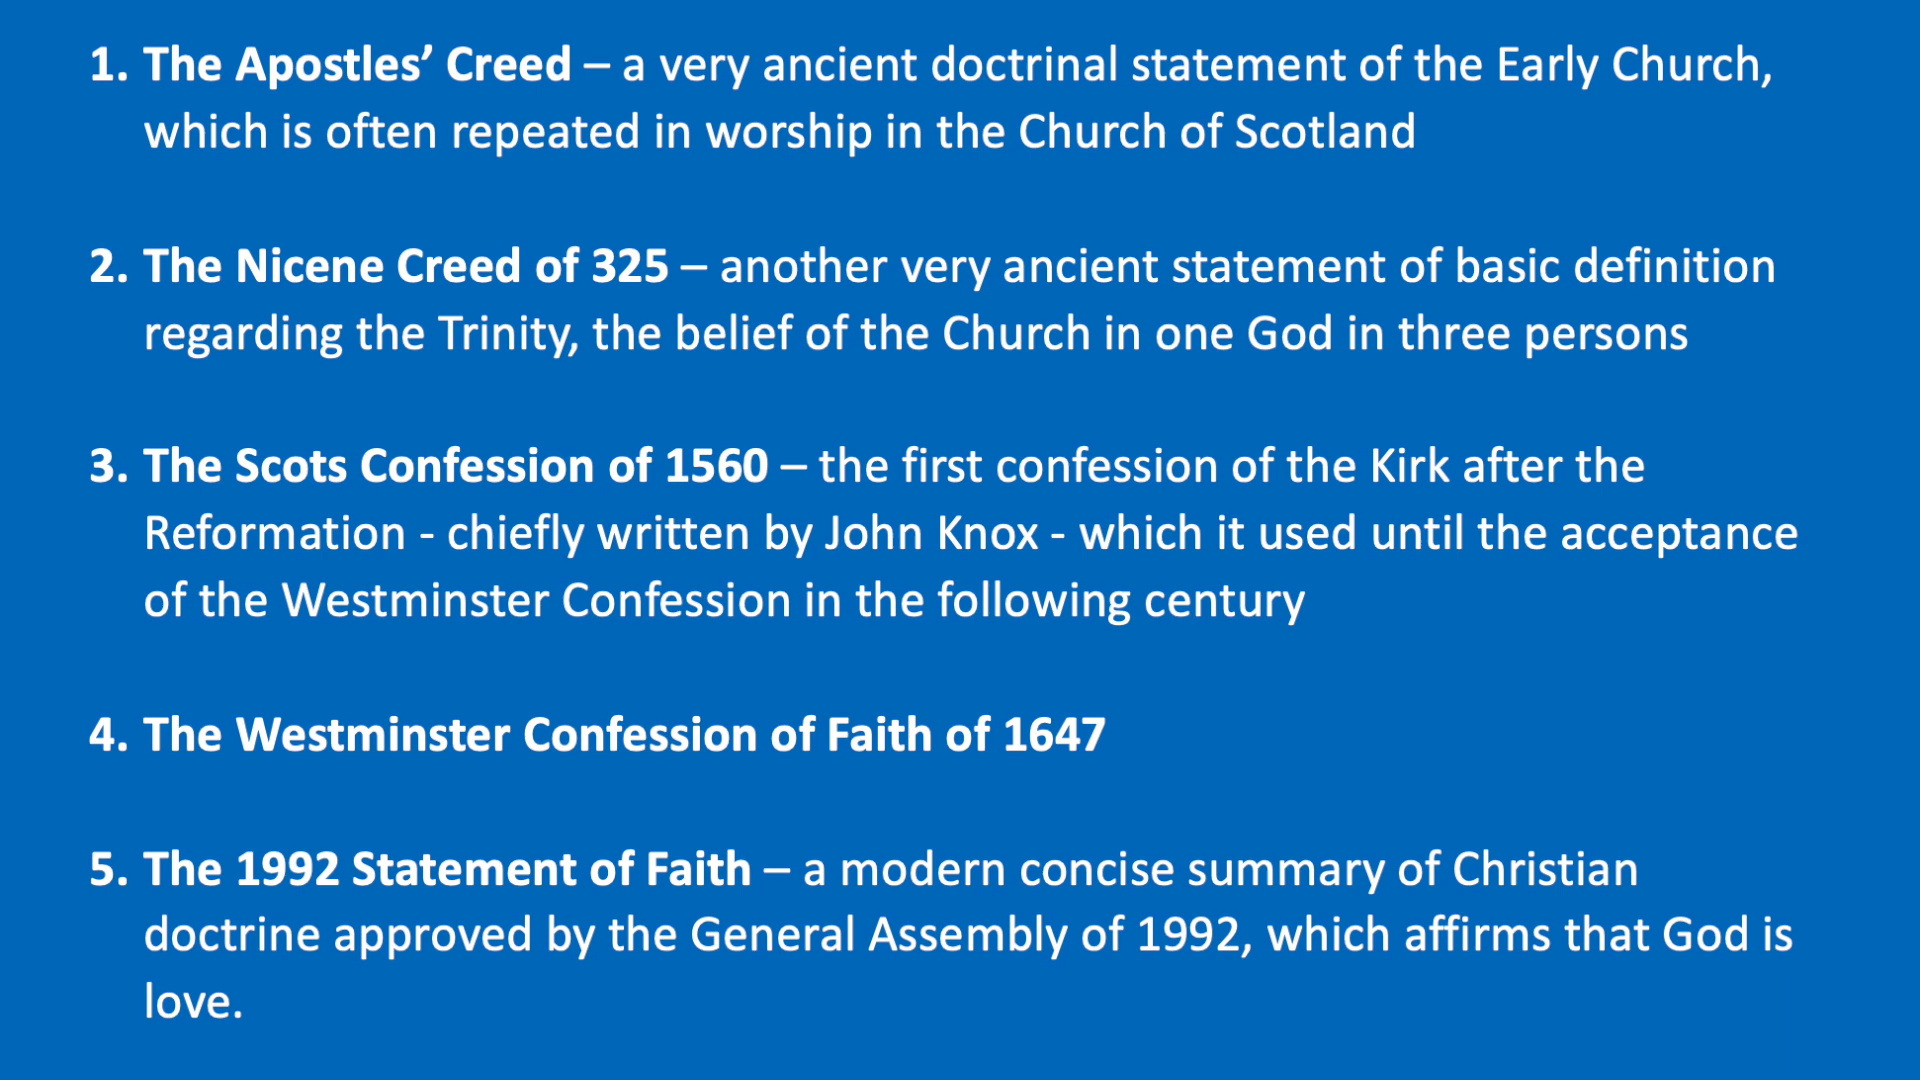 1. The Apostles’ Creed – a very ancient doctrinal statement of the Early Church,
which is often repeated in worship in the Church of Scotland
2. The Nicene Creed of 325 – another very ancient statement of basic definition
regarding the Trinity, the belief of the Church in one God in three persons
3. The Scots Confession of 1560 – the first confession of the Kirk after the
Reformation - chiefly written by John Knox - which it used until the acceptance
of the Westminster Confession in the following century
4. The Westminster Confession of Faith of 1647
5. The 1992 Statement of Faith – a modern concise summary of Christian
doctrine approved by the General Assembly of 1992, which affirms that God is
love.